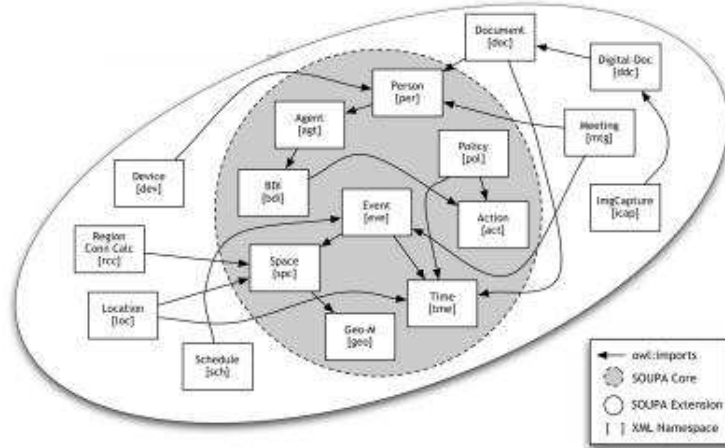 Document
[doc]
Digital-Doc
[ddc]
Person
[per]
Agent
[agt]
Meeting
[mtg]
Policy
[pol]
Device
[dev]
BDI
[bdi]
Event
[eve]
Action
[act]
ImgCapture
[icap]
Region
Conn Calc
[rcc]
Space
[spc]
Location
[loc]
Time
[tme]
Geo-M
[geo]
Schedule
[sch]
owl:imports
SOUPA Core
SOUPA Extension
[ ] XML Namespace